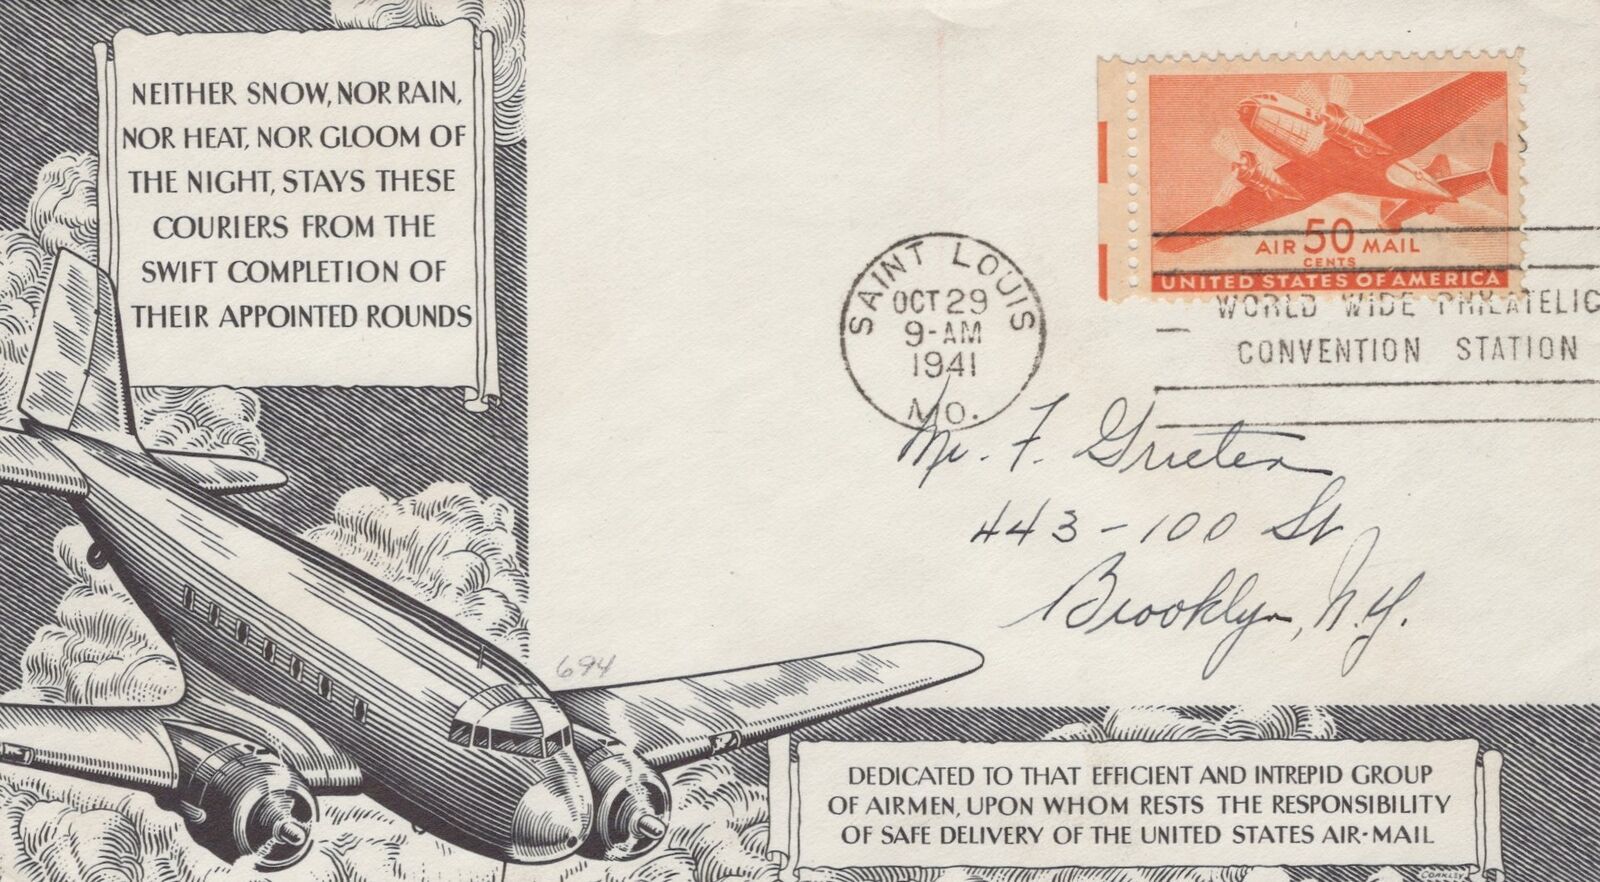 NEITHER SNOW, NOR RAIN,
NOR HEAT, NOR GLOOM OF
THE NIGHT, STAYS THESE
COURIERS FROM THE
SWIFT COMPLETION OF
THEIR APPOINTED ROUNDS
AIR 50 MAIL
CENTS
UNITED STATES OF AMERICA
SAINT LOUIS
OCT 29
9-AM
1941
MO.
WORLD WIDE PHILATELIC
CONVENTION STATION
Mr. F. Grieten
443-100 St
Brooklyn, N.Y.
694
DEDICATED TO THAT EFFICIENT AND INTREPID GROUP
OF AIRMEN, UPON WHOM RESTS THE RESPONSIBILITY
OF SAFE DELIVERY OF THE UNITED STATES AIR-MAIL
COAKLEY